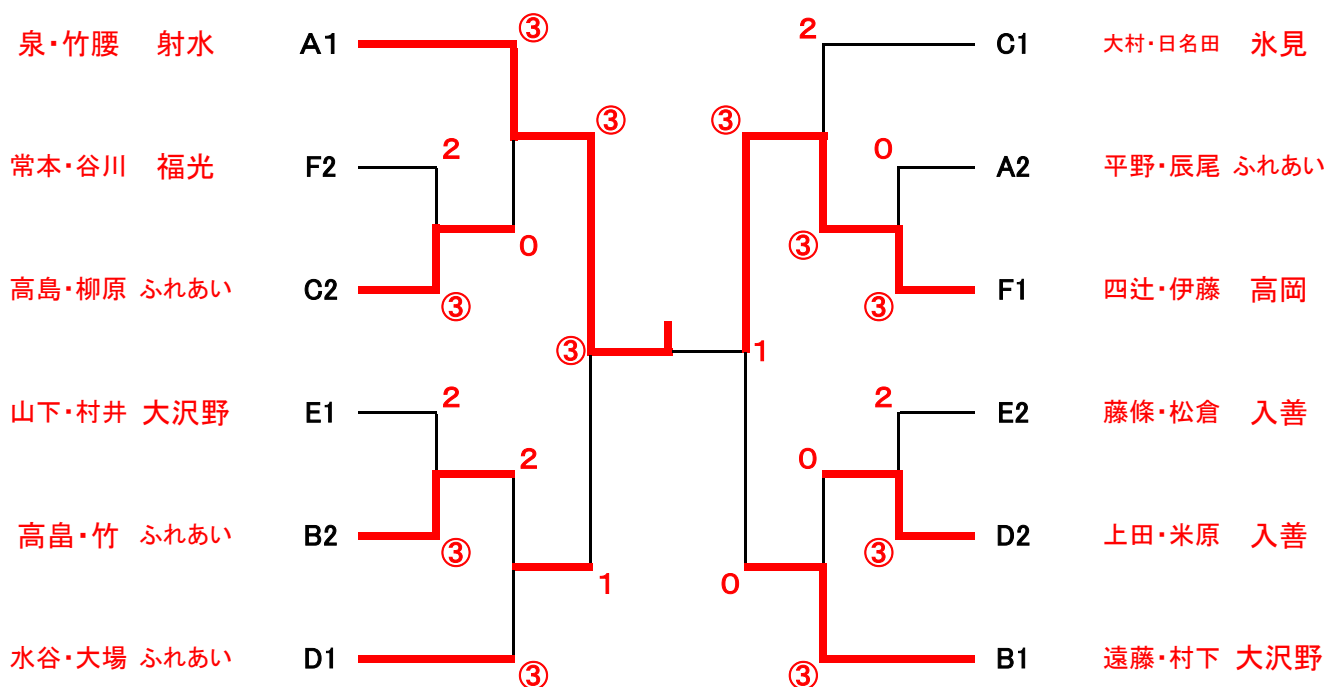 ③ 2
泉・竹腰 射水 A1 C1 大村・日名田 氷見
③ ③
2 0
常本・谷川 福光 F2 A2 平野・辰尾 ふれあい
0 ③
高島・柳原 ふれあい C2 F1 四辻・伊藤 高岡
③ ③
③ 1
2 2
山下・村井 大沢野 E1 E2 藤條・松倉 入善
2 0
高畠・竹 ふれあい B2 D2 上田・米原 入善
③ ③
1 0
水谷・大場 ふれあい D1 B1 遠藤・村下 大沢野
③ ③